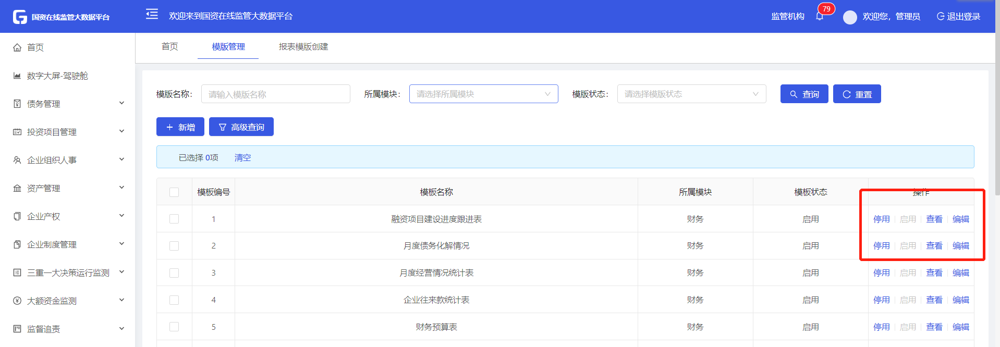 国资在线监管大数据平台
欢迎来到国资在线监管大数据平台
监管机构
79
欢迎您，管理员
退出登录
首页
数字大屏-驾驶舱
债务管理
投资项目管理
企业组织人事
资产管理
企业产权
企业制度管理
三重一大决策运行监测
大额资金监测
监督追责
首页 模版管理 报表模版创建
模版名称： 请输入模版名称 所属模块： 请选择所属模块 模版状态： 请选择模版状态 查询 重置
新增 高级查询
已选择 0项 清空
模板编号 模板名称 所属模块 模板状态 操作
1 融资项目建设进度跟进表 财务 启用 停用 启用 查看 编辑
2 月度债务化解情况 财务 启用 停用 启用 查看 编辑
3 月度经营情况统计表 财务 启用 停用 启用 查看 编辑
4 企业往来款统计表 财务 启用 停用 启用 查看 编辑
5 财务预算表 财务 启用 停用 启用 查看 编辑